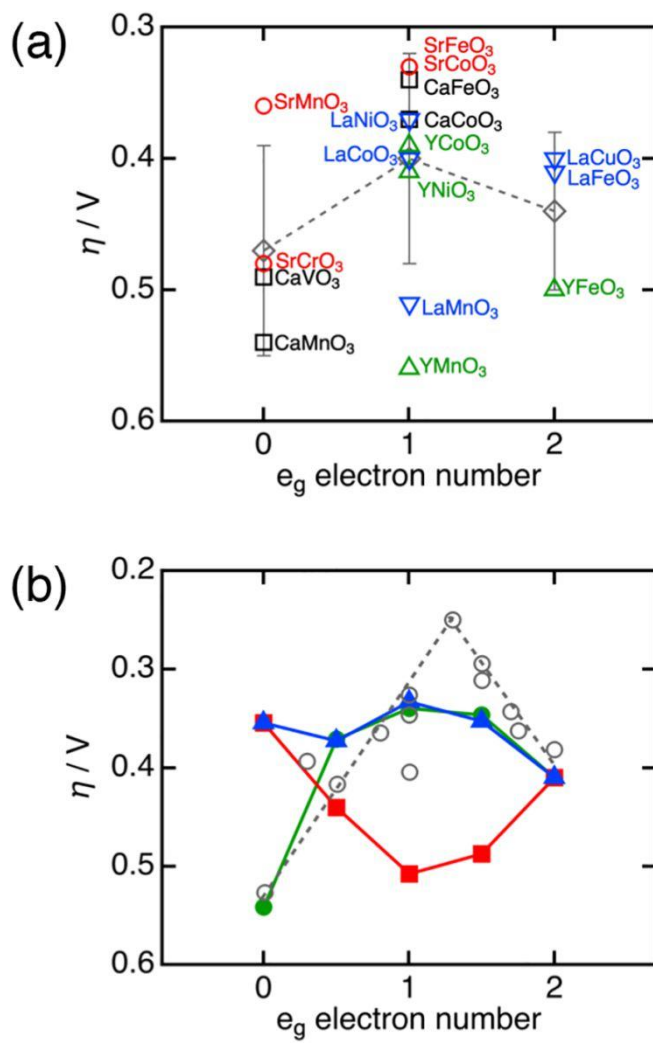 (a)
0.3
0.4
0.5
0.6
η / V
SrFeO₃
SrCoO₃
CaFeO₃
SrMnO₃
LaNiO₃
CaCoO₃
YCoO₃
LaCoO₃
YNiO₃
LaCuO₃
LaFeO₃
SrCrO₃
CaVO₃
YFeO₃
LaMnO₃
CaMnO₃
YMnO₃
0 1 2
e_g electron number
(b)
0.2
0.3
0.4
0.5
0.6
η / V
0 1 2
e_g electron number